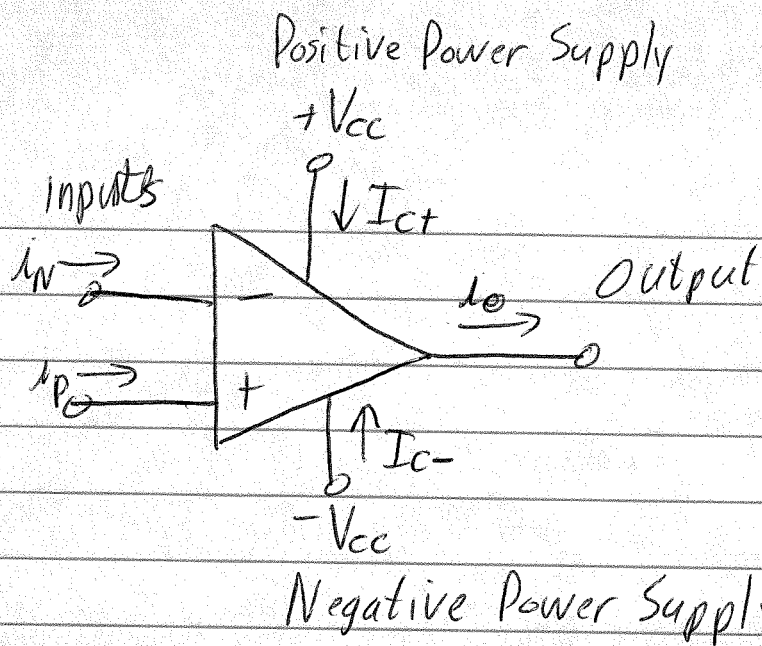 Positive Power Supply
+Vcc
inputs
↓ Ic+
iN →
−
io →
Output
iP →
+
↑ Ic-
-Vcc
Negative Power Suppl